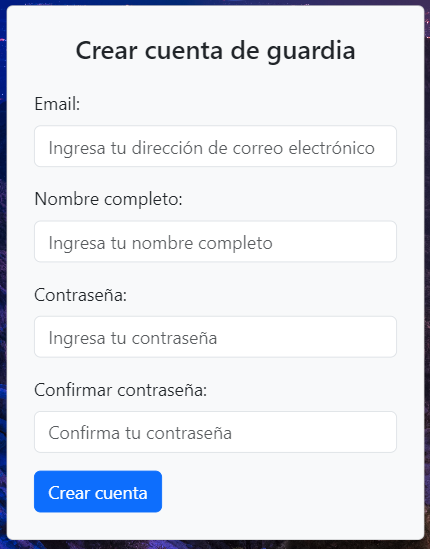 Crear cuenta de guardia
Email:
Ingresa tu dirección de correo electrónico
Nombre completo:
Ingresa tu nombre completo
Contraseña:
Ingresa tu contraseña
Confirmar contraseña:
Confirma tu contraseña
Crear cuenta